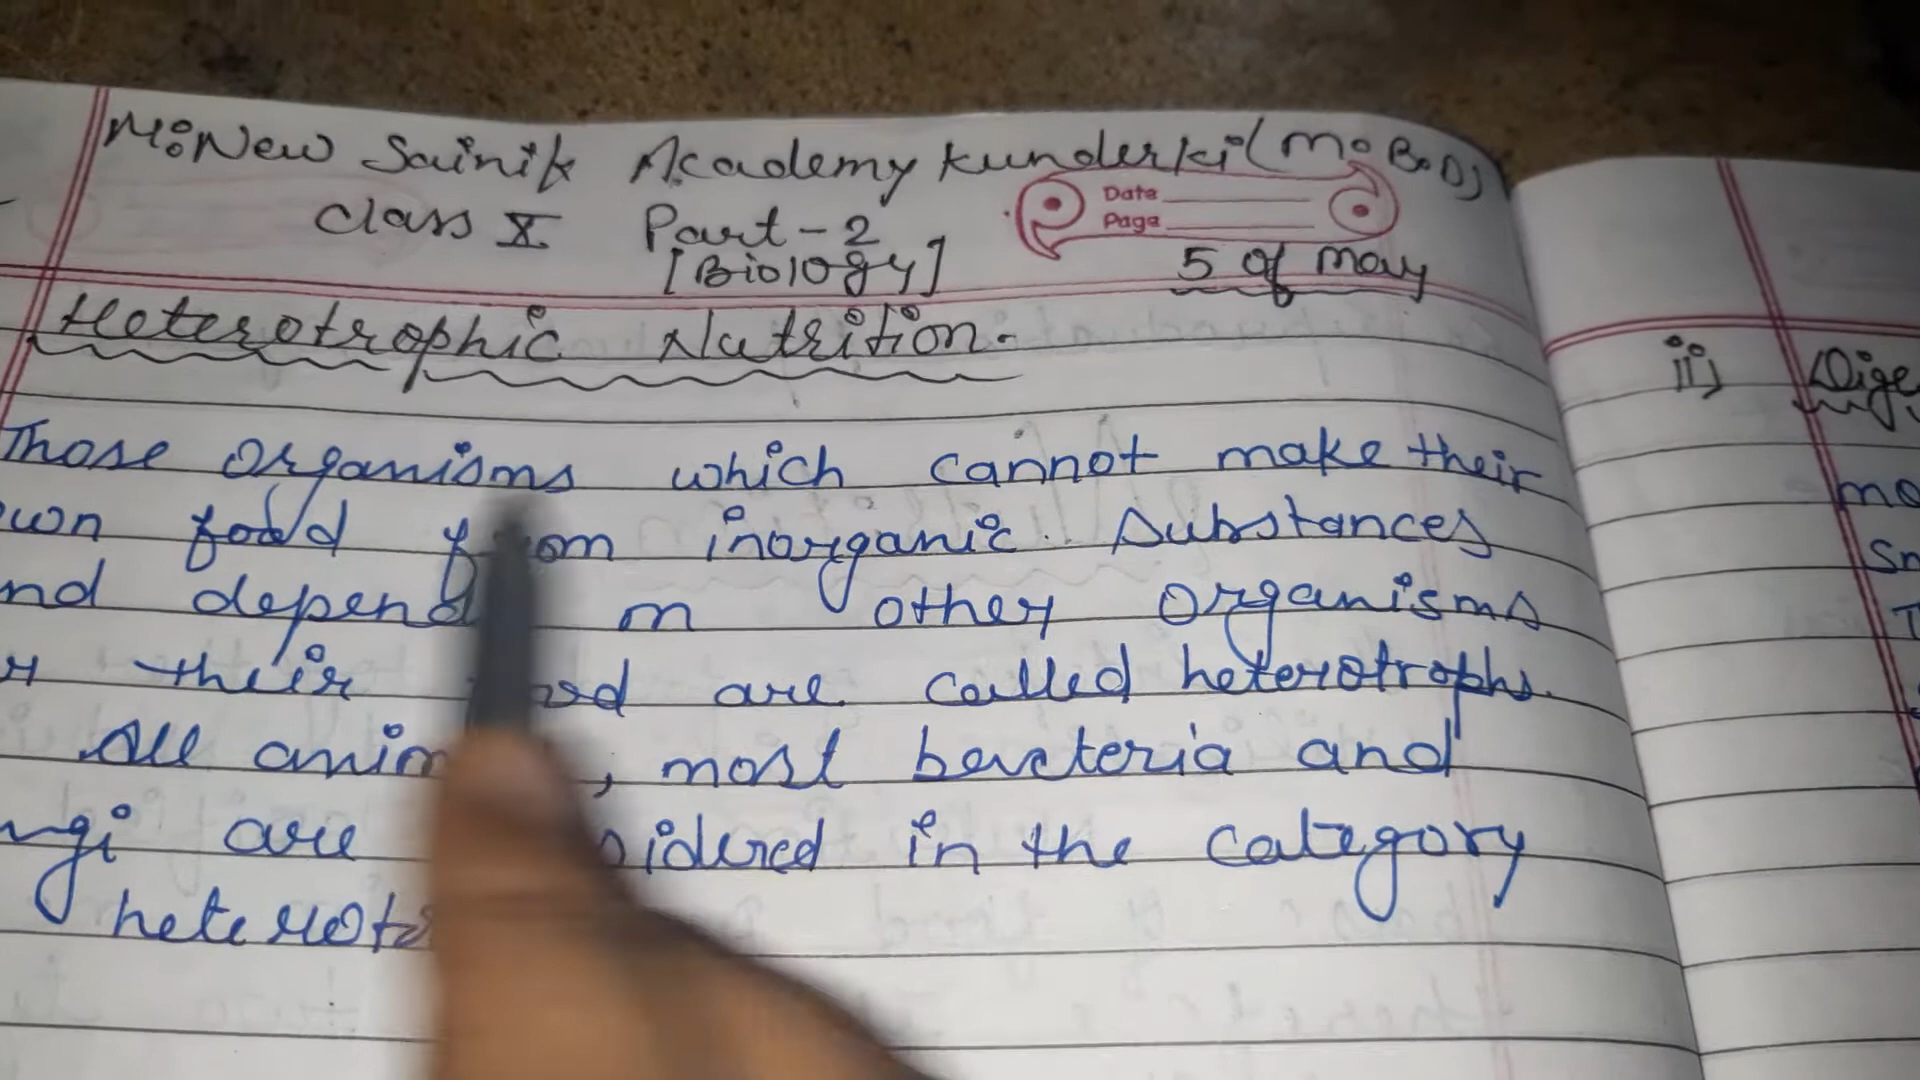 M:New Sainik Academy Kunderki(M.B.D)
Class X Part-2
[Biology]
Date
Page
5 of May
Heterotrophic Nutrition.
Those organisms which cannot make their
own food from inorganic substances
and depend on other organisms
their food are called heterotrophs.
All , most bacteria and
are in the category
ii)